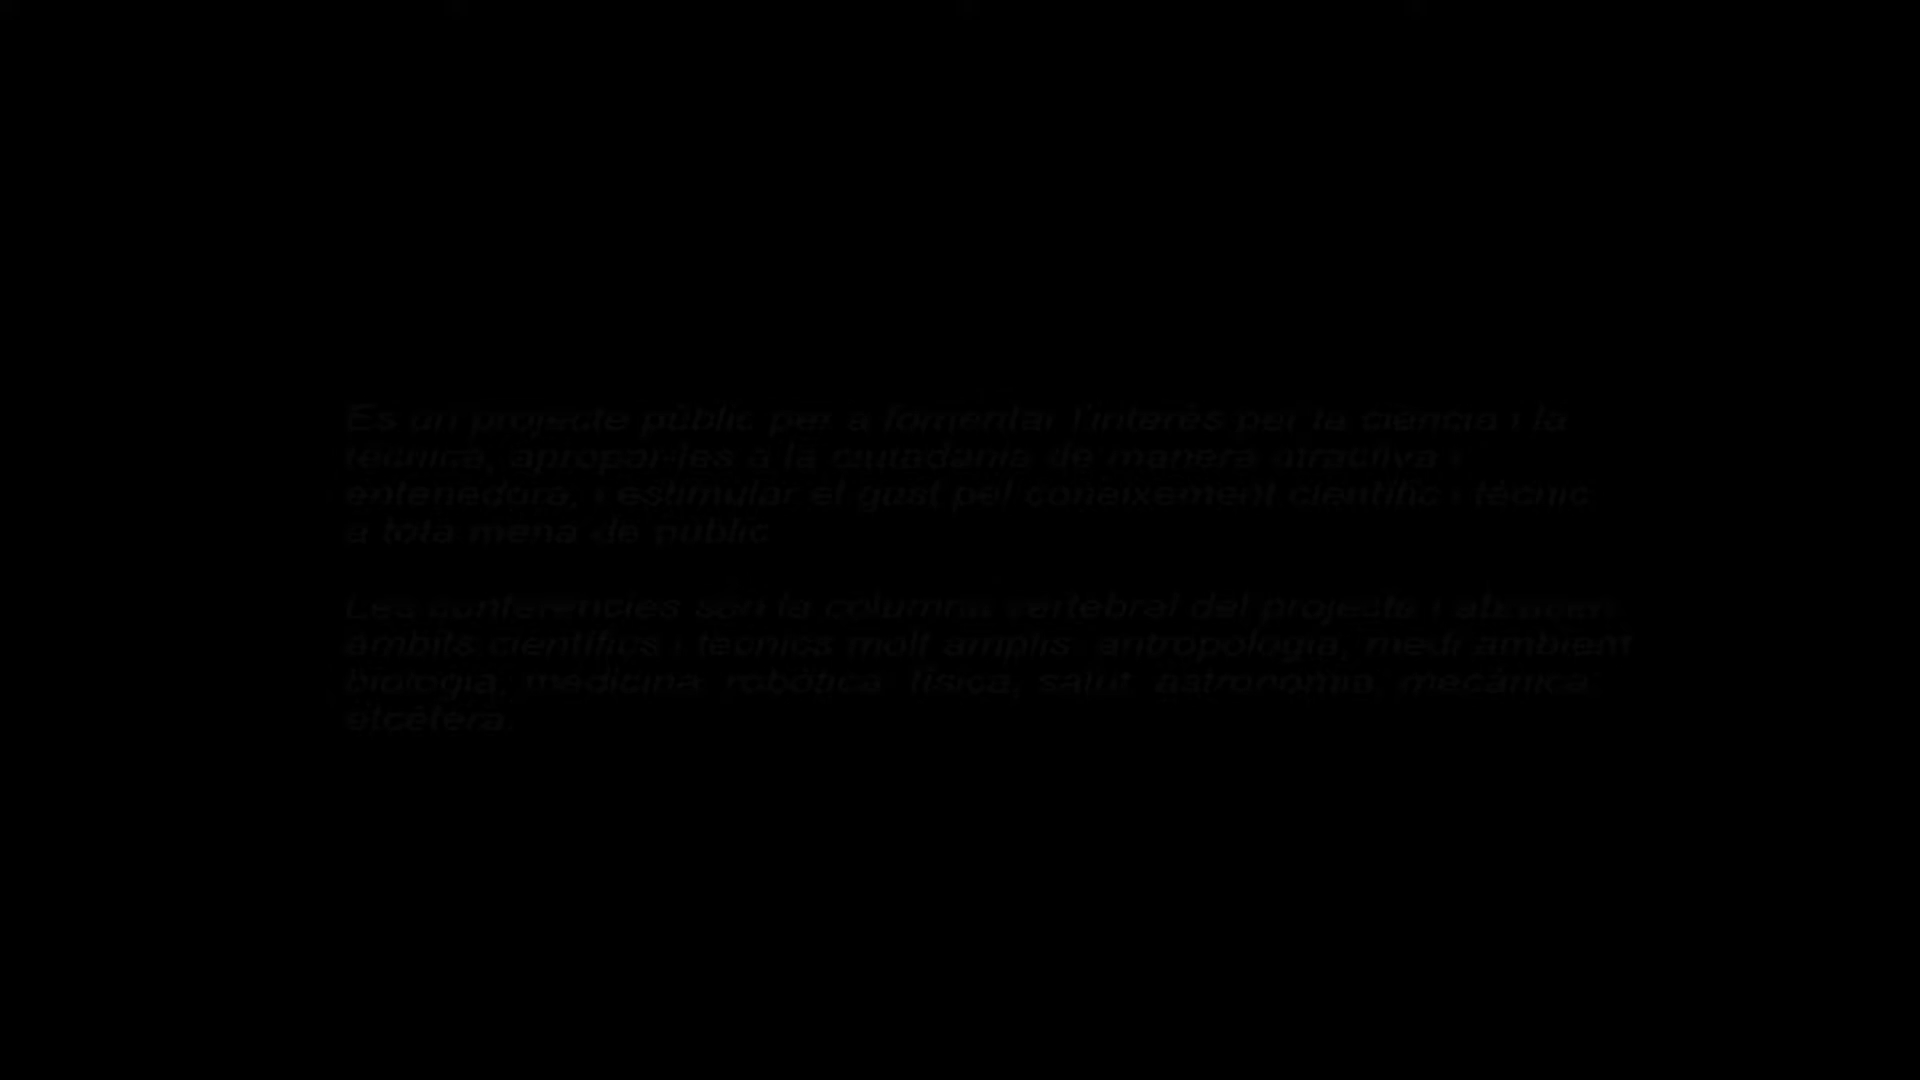 És un projecte públic per a fomentar l'interès per la ciència i la
tècnica, apropar-les a la ciutadania de manera atractiva i
entenedora, i estimular el gust pel coneixement científic i tècnic
a tota mena de públic.
Les conferències són la columna vertebral del projecte i abracen
àmbits científics i tècnics molt amplis: antropologia, medi ambient,
biologia, medicina, robòtica, física, salut, astronomia, mecànica,
etcétera.